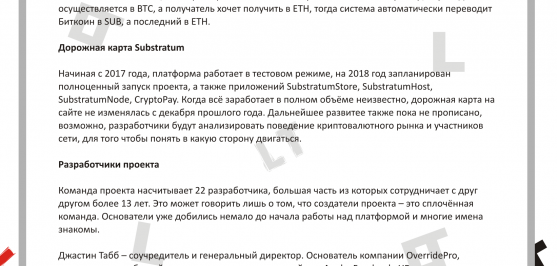 осуществляется в BTC, а получатель хочет получить в ETH, тогда система автоматически переводит
Биткоин в SUB, а последний в ETH.
Дорожная карта Substratum
Начиная с 2017 года, платформа работает в тестовом режиме, на 2018 год запланирован
полноценный запуск проекта, а также приложений SubstratumStore, SubstratumHost,
SubstratumNode, CryptoPay. Когда всё заработает в полном объёме неизвестно, дорожная карта на
сайте не изменялась с декабря прошлого года. Дальнейшее развитее также пока не прописано,
возможно, разработчики будут анализировать поведение криптовалютного рынка и участников
сети, для того чтобы понять в какую сторону двигаться.
Разработчики проекта
Команда проекта насчитывает 22 разработчика, большая часть из которых сотрудничает с друг
другом более 13 лет. Это может говорить лишь о том, что создатели проекта – это сплочённая
команда. Основатели уже добились немало до начала работы над платформой и многие имена
знакомы.
Джастин Табб – соучредитель и генеральный директор. Основатель компании OverridePro,